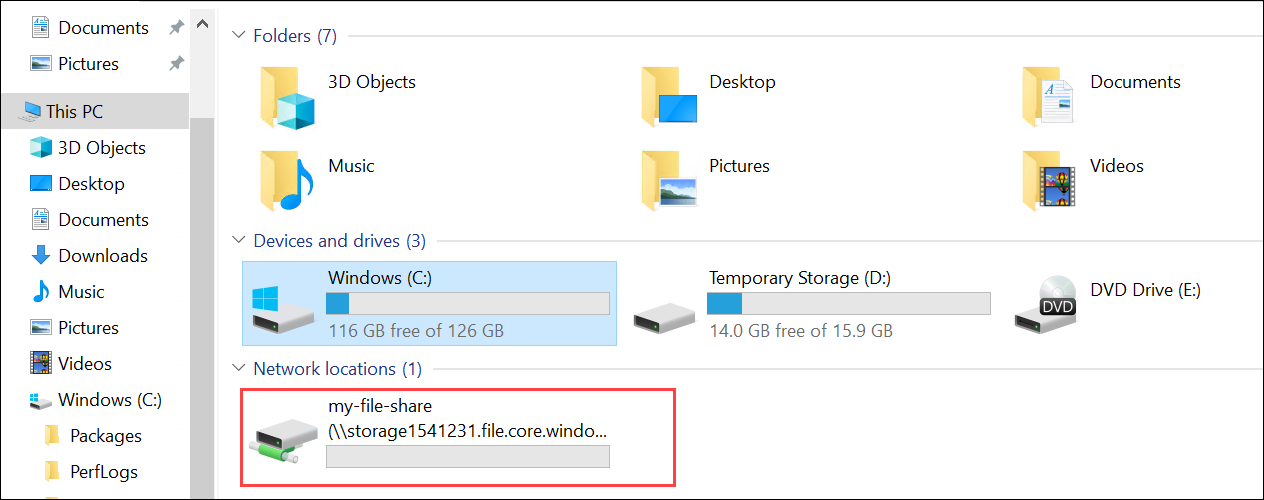 Documents
Pictures
This PC
3D Objects
Desktop
Documents
Downloads
Music
Pictures
Videos
Windows (C:)
Packages
PerfLogs
Folders (7)
3D Objects
Desktop
Documents
Music
Pictures
Videos
Devices and drives (3)
Windows (C:)
116 GB free of 126 GB
Temporary Storage (D:)
14.0 GB free of 15.9 GB
DVD
DVD Drive (E:)
Network locations (1)
my-file-share
(\\storage1541231.file.core.windo...